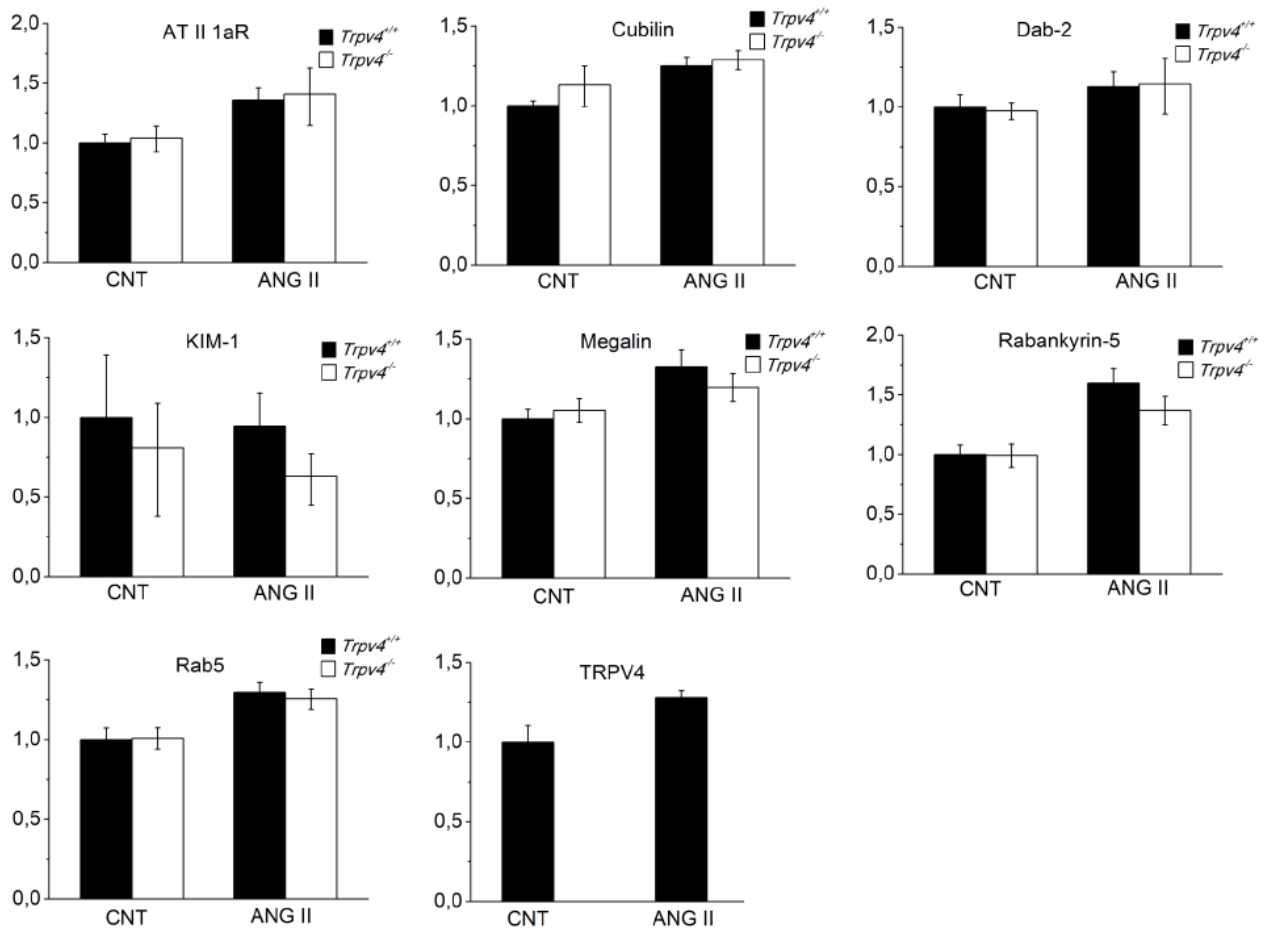 AT II 1aR
Trpv4+/+
Trpv4-/-
2,0
1,5
1,0
0,5
0,0
CNT
ANG II
Cubilin
Trpv4+/+
Trpv4-/-
1,5
1,0
0,5
0,0
CNT
ANG II
Dab-2
Trpv4+/+
Trpv4-/-
1,5
1,0
0,5
0,0
CNT
ANG II
KIM-1
Trpv4+/+
Trpv4-/-
1,5
1,0
0,5
0,0
CNT
ANG II
Megalin
Trpv4+/+
Trpv4-/-
1,5
1,0
0,5
0,0
CNT
ANG II
Rabankyrin-5
Trpv4+/+
Trpv4-/-
2,0
1,5
1,0
0,5
0,0
CNT
ANG II
Rab5
Trpv4+/+
Trpv4-/-
1,5
1,0
0,5
0,0
CNT
ANG II
TRPV4
1,5
1,0
0,5
0,0
CNT
ANG II